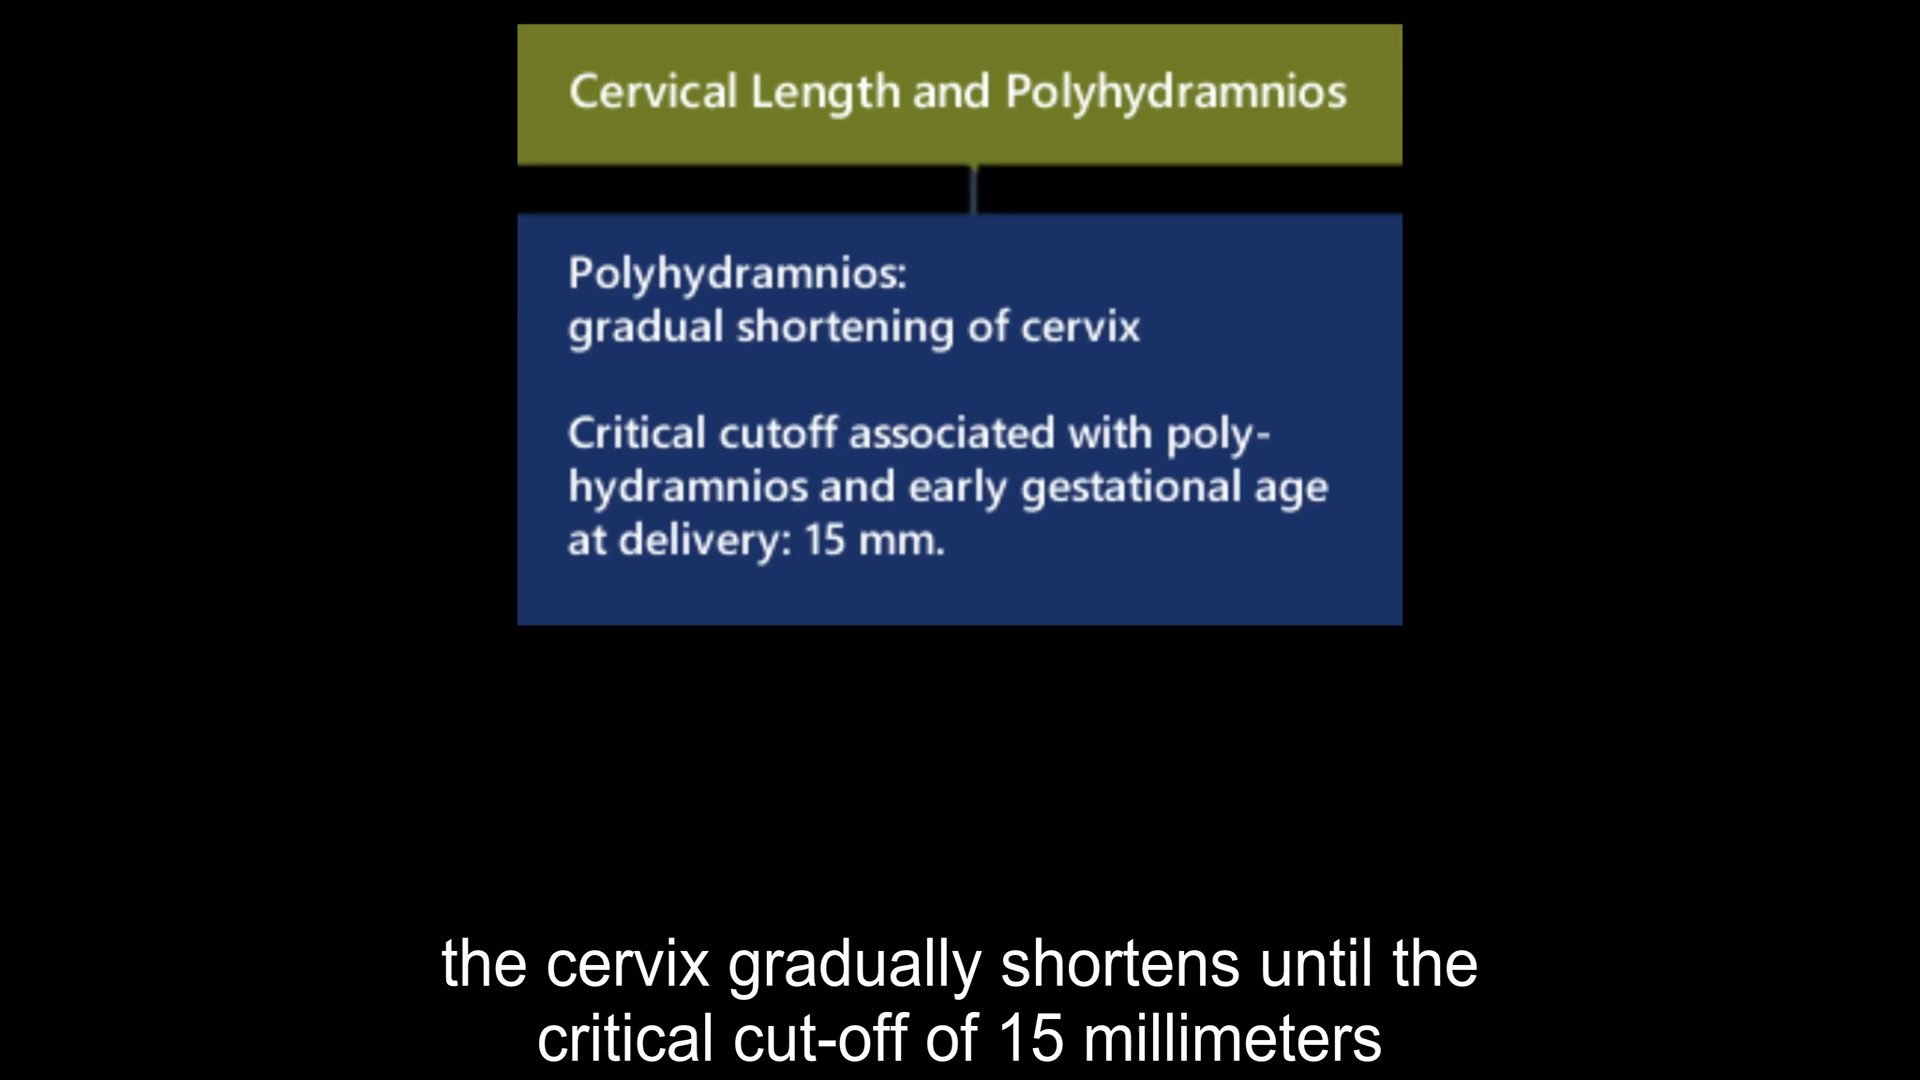 Cervical Length and Polyhydramnios
Polyhydramnios:
gradual shortening of cervix
Critical cutoff associated with poly-
hydramnios and early gestational age
at delivery: 15 mm.
the cervix gradually shortens until the
critical cut-off of 15 millimeters